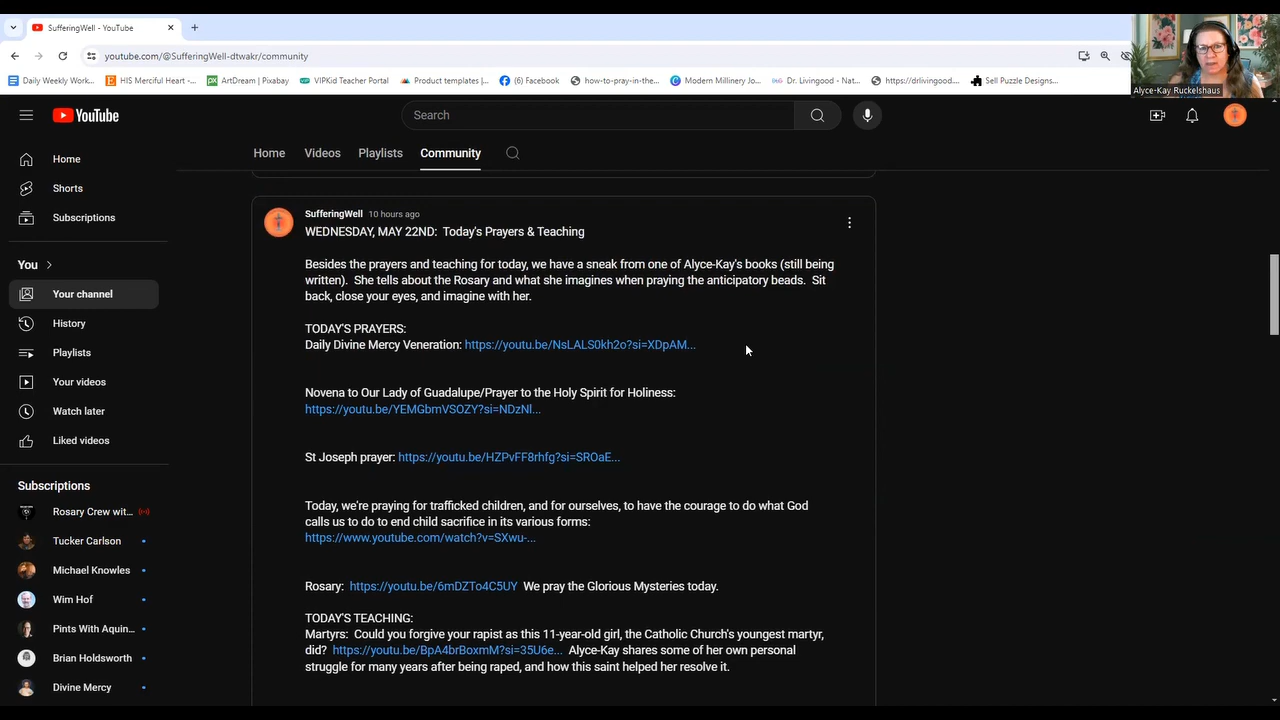 SufferingWell - YouTube
youtube.com/@SufferingWell-dtwakr/community
Daily Weekly Work...
HIS Merciful Heart -...
ArtDream | Pixabay
VIPKid Teacher Portal
Product templates |...
(6) Facebook
how-to-pray-in-the...
Modern Millinery Jo...
Dr. Livingood - Nat...
https://drlivingood....
Sell Puzzle Designs...
Alyce-Kay Ruckelshaus
YouTube
Search
Home
Videos
Playlists
Community
Home
Shorts
Subscriptions
You
Your channel
History
Playlists
Your videos
Watch later
Liked videos
Subscriptions
Rosary Crew wit...
Tucker Carlson
Michael Knowles
Wim Hof
Pints With Aquin...
Brian Holdsworth
Divine Mercy
SufferingWell 10 hours ago
WEDNESDAY, MAY 22ND: Today's Prayers & Teaching
Besides the prayers and teaching for today, we have a sneak from one of Alyce-Kay's books (still being
written). She tells about the Rosary and what she imagines when praying the anticipatory beads. Sit
back, close your eyes, and imagine with her.
TODAY'S PRAYERS:
Daily Divine Mercy Veneration: https://youtu.be/NsLALS0kh2o?si=XDpAM...
Novena to Our Lady of Guadalupe/Prayer to the Holy Spirit for Holiness:
https://youtu.be/YEMGbmVSOZY?si=NDzNl...
St Joseph prayer: https://youtu.be/HZPvFF8rhfg?si=SROaE...
Today, we're praying for trafficked children, and for ourselves, to have the courage to do what God
calls us to do to end child sacrifice in its various forms:
https://www.youtube.com/watch?v=SXwu-...
Rosary: https://youtu.be/6mDZTo4C5UY We pray the Glorious Mysteries today.
TODAY'S TEACHING:
Martyrs: Could you forgive your rapist as this 11-year-old girl, the Catholic Church's youngest martyr,
did? https://youtu.be/BpA4brBoxmM?si=35U6e... Alyce-Kay shares some of her own personal
struggle for many years after being raped, and how this saint helped her resolve it.